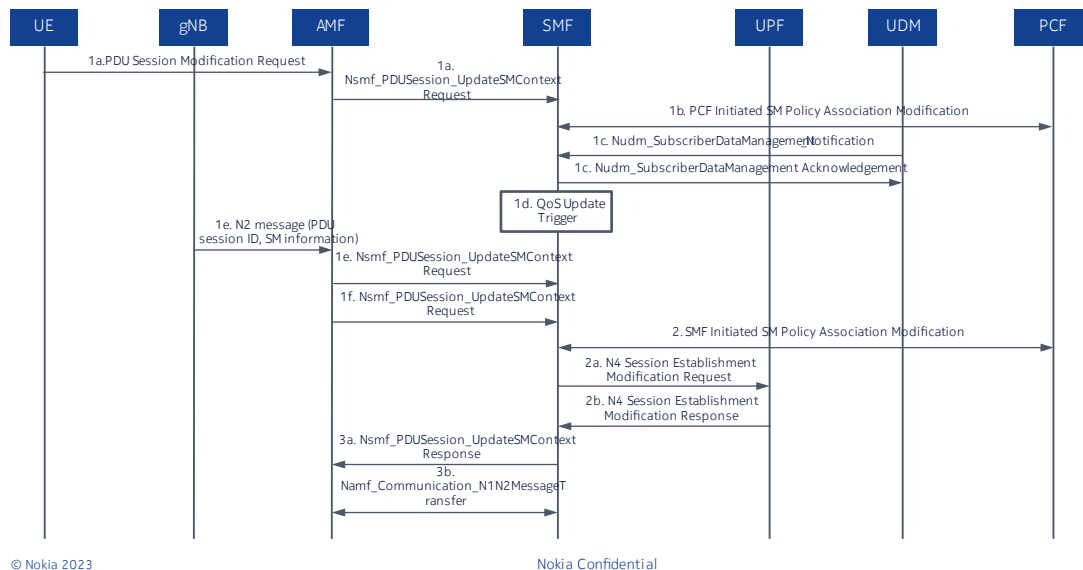 UE
gNB
AMF
SMF
UPF
UDM
PCF
1a.PDU Session Modification Request
1a.
Nsmf_PDUSession_UpdateSMContext
Request
1b. PCF Initiated SM Policy Association Modification
1c. Nudm_SubscriberDataManagement_Notification
1c. Nudm_SubscriberDataManagement Acknowledgement
1d. QoS Update
Trigger
1e. N2 message (PDU
session ID, SM information)
1e. Nsmf_PDUSession_UpdateSMContext
Request
1f. Nsmf_PDUSession_UpdateSMContext
Request
2. SMF Initiated SM Policy Association Modification
2a. N4 Session Establishment
Modification Request
2b. N4 Session Establishment
Modification Response
3a. Nsmf_PDUSession_UpdateSMContext
Response
3b.
Namf_Communication_N1N2MessageT
ransfer
© Nokia 2023
Nokia Confidential